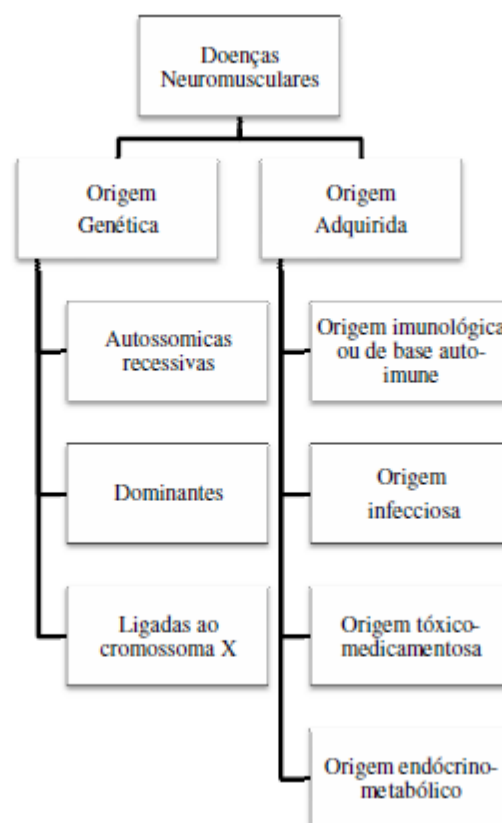 Doenças
Neuromusculares
Origem
Genética
Autossomicas
recessivas
Dominantes
Ligadas ao
cromossoma X
Origem
Adquirida
Origem imunológica
ou de base auto-
imune
Origem
infecciosa
Origem tóxico-
medicamentosa
Origem endócrino-
metabólico